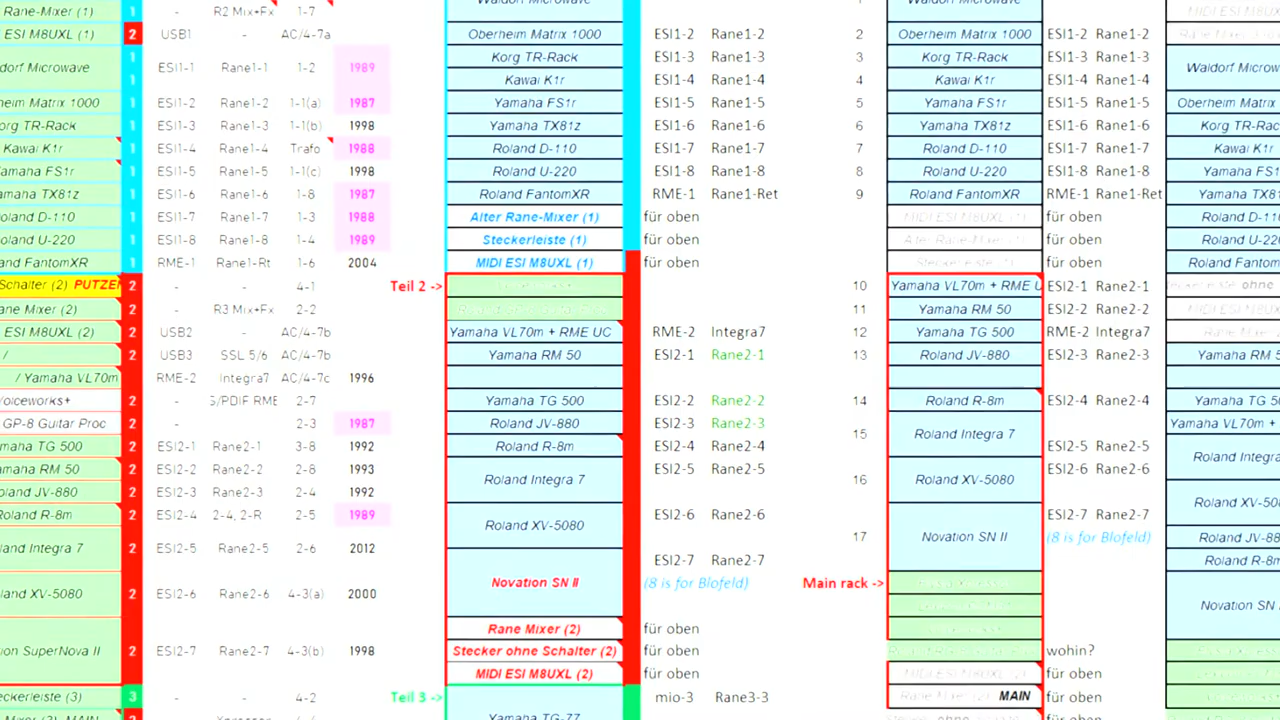 Rane-Mixer (1) - R2 Mix+Fx 1-7
ESI M8UXL (1) 2 USB1 - AC/4-7a Oberheim Matrix 1000 ESI1-2 Rane1-2 2 Oberheim Matrix 1000 ESI1-2 Rane1-2
1 Korg TR-Rack ESI1-3 Rane1-3 3 Korg TR-Rack ESI1-3 Rane1-3
dorf Microwave 1 ESI1-1 Rane1-1 1-2 1989 Kawai K1r ESI1-4 Rane1-4 4 Kawai K1r ESI1-4 Rane1-4 Waldorf Microw
heim Matrix 1000 1 ESI1-2 Rane1-2 1-1(a) 1987 Yamaha FS1r ESI1-5 Rane1-5 5 Yamaha FS1r ESI1-5 Rane1-5 Oberheim Matrix
org TR-Rack 1 ESI1-3 Rane1-3 1-1(b) 1998 Yamaha TX81z ESI1-6 Rane1-6 6 Yamaha TX81z ESI1-6 Rane1-6 Korg TR-Rack
Kawai K1r 1 ESI1-4 Rane1-4 Trafo 1988 Roland D-110 ESI1-7 Rane1-7 7 Roland D-110 ESI1-7 Rane1-7 Kawai K1r
amaha FS1r 1 ESI1-5 Rane1-5 1-1(c) 1998 Roland U-220 ESI1-8 Rane1-8 8 Roland U-220 ESI1-8 Rane1-8 Yamaha FS1
amaha TX81z 1 ESI1-6 Rane1-6 1-8 1987 Roland FantomXR RME-1 Rane1-Ret 9 Roland FantomXR RME-1 Rane1-Ret Yamaha TX81
oland D-110 1 ESI1-7 Rane1-7 1-3 1988 Alter Rane-Mixer (1) für oben MIDI ESI M8UXL (1) für oben Roland D-110
oland U-220 1 ESI1-8 Rane1-8 1-4 1989 Steckerleiste (1) für oben Alter Rane-Mixer (1) für oben Roland U-220
oland FantomXR 1 RME-1 Rane1-Rt 1-6 2004 MIDI ESI M8UXL (1) für oben Steckerleiste (1) für oben Roland Fantom
Schalter (2) PUTZEN 2 - - 4-1 Teil 2 -> 10 Yamaha VL70m + RME U ESI2-1 Rane2-1
ane Mixer (2) 2 - R3 Mix+Fx 11 Yamaha RM 50 ESI2-2 Rane2-2
ESI M8UXL (2) 2 USB2 - AC/4-7b Yamaha VL70m + RME UC RME-2 Integra7 12 Yamaha TG 500 RME-2 Integra7
/ 2 USB3 SSL 5/6 AC/4-7b Yamaha RM 50 ESI2-1 Rane2-1 13 Roland JV-880 ESI2-3 Rane2-3 Yamaha RM 5
/ Yamaha VL70m 2 RME-2 Integra7 AC/4-7c 1996
oiceworks+ 2 - S/PDIF RME 2-7 Yamaha TG 500 ESI2-2 Rane2-2 14 Roland R-8m ESI2-4 Rane2-4 Yamaha TG 5
GP-8 Guitar Proc 2 - 2-3 1987 Roland JV-880 ESI2-3 Rane2-3 Yamaha VL70m +
amaha TG 500 2 ESI2-1 Rane2-1 3-8 1992 Roland R-8m ESI2-4 Rane2-4 15 Roland Integra 7 ESI2-5 Rane2-5
amaha RM 50 2 ESI2-2 Rane2-2 2-8 1993 Roland Integra 7 ESI2-5 Rane2-5 16 Roland XV-5080 ESI2-6 Rane2-6 Roland Integra
oland JV-880 2 ESI2-3 Rane2-3 2-4 1992
oland R-8m 2 ESI2-4 2-4, 2-R 2-5 1989 Roland XV-5080 ESI2-6 Rane2-6 ESI2-7 Rane2-7 Roland XV-50
oland Integra 7 2 ESI2-5 Rane2-5 2-6 2012 ESI2-7 Rane2-7 17 Novation SN II (8 is for Blofeld) Roland JV-88
Roland R-8m
land XV-5080 2 ESI2-6 Rane2-6 4-3(a) 2000 Novation SN II (8 is for Blofeld) Main rack -> Novation SN
Rane Mixer (2) für oben
ion SuperNova II 2 ESI2-7 Rane2-7 4-3(b) 1998 Stecker ohne Schalter (2) für oben wohin?
MIDI ESI M8UXL (2) für oben MIDI ESI M8UXL (2) für oben
eckerleiste (3) 3 - - 4-2 Teil 3 -> mio-3 Rane3-3 Rane Mixer (2) MAIN für oben
Yamaha TG-77